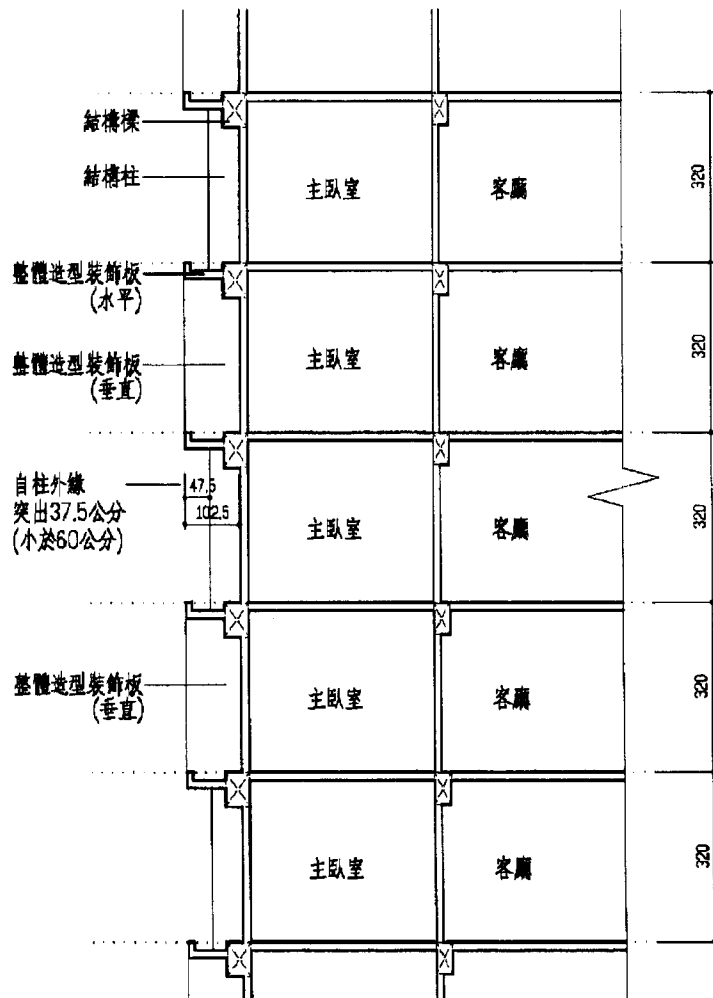 結構樑
結構柱
主臥室
客廳
320
整體造型裝飾板
(水平)
整體造型裝飾板
(垂直)
主臥室
客廳
320
自柱外緣
突出37.5公分
(小於60公分)
47.5
102.5
主臥室
客廳
320
整體造型裝飾板
(垂直)
主臥室
客廳
320
主臥室
客廳
320